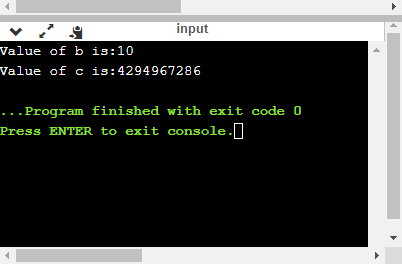 input
Value of b is:10
Value of c is:4294967286
...Program finished with exit code 0
Press ENTER to exit console.